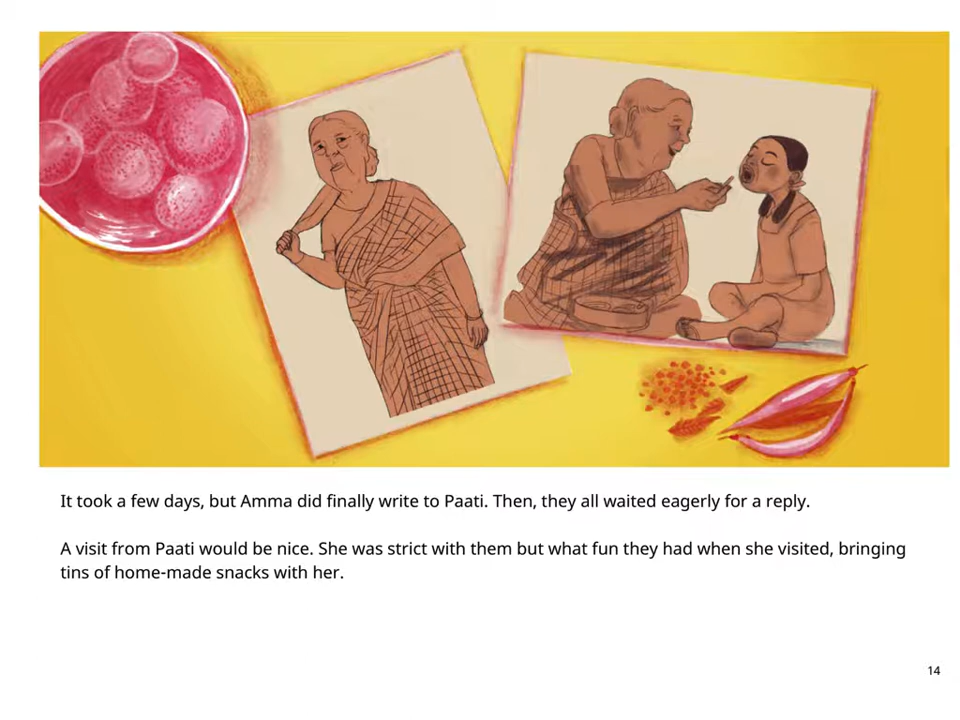 It took a few days, but Amma did finally write to Paati. Then, they all waited eagerly for a reply.
A visit from Paati would be nice. She was strict with them but what fun they had when she visited, bringing
tins of home-made snacks with her.
14